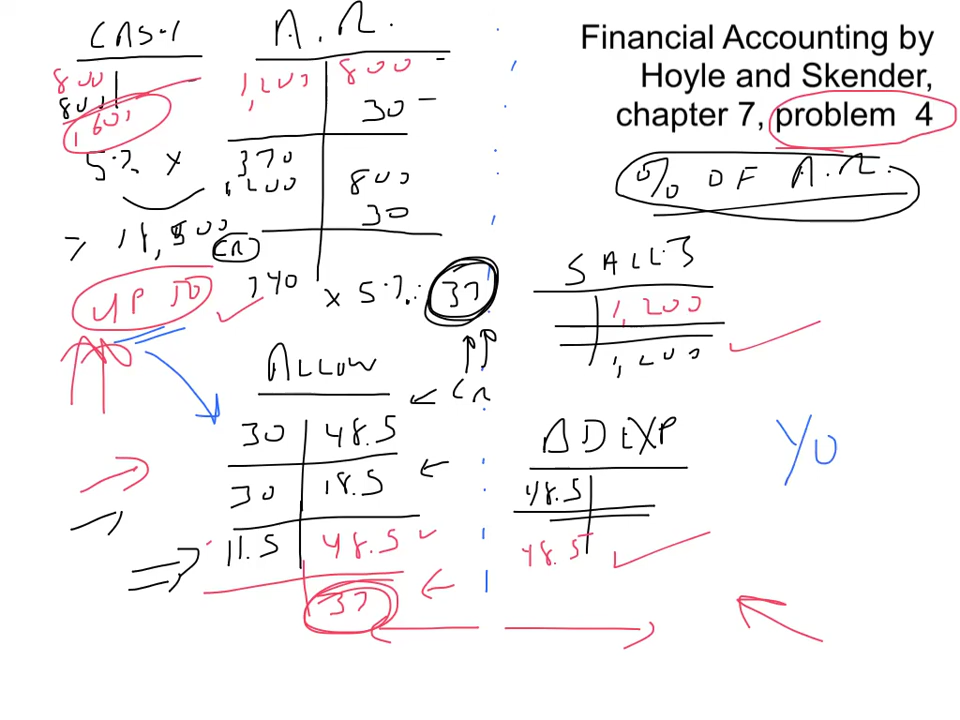 Financial Accounting by
Hoyle and Skender,
chapter 7, problem 4
% OF A.R.
CASH
800
800
1,600
5% x
A.R.
1,200 800
30
370
1,200 800
30
740 x 5%: 37
(CR)
UP
ALLOW
CR
30 48.5
30 18.5
11.5 48.5
37
SALES
1,200
1,200
BD EXP
48.5
48.5